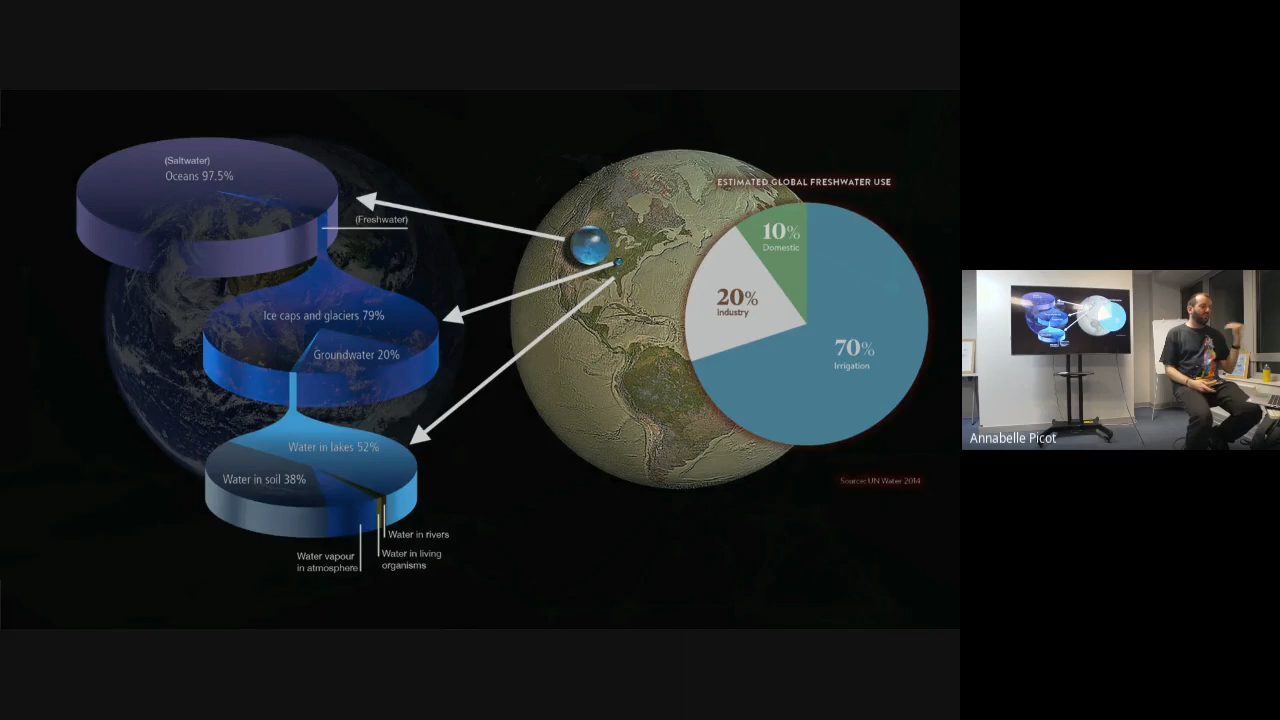 (Saltwater)
Oceans 97.5%
(Freshwater)
Ice caps and glaciers 79%
Groundwater 20%
Water in lakes 52%
Water in soil 38%
Water in rivers
Water vapour
in atmosphere
Water in living
organisms
ESTIMATED GLOBAL FRESHWATER USE
10%
Domestic
20%
Industry
70%
Irrigation
Source: UN Water 2014
Annabelle Picot